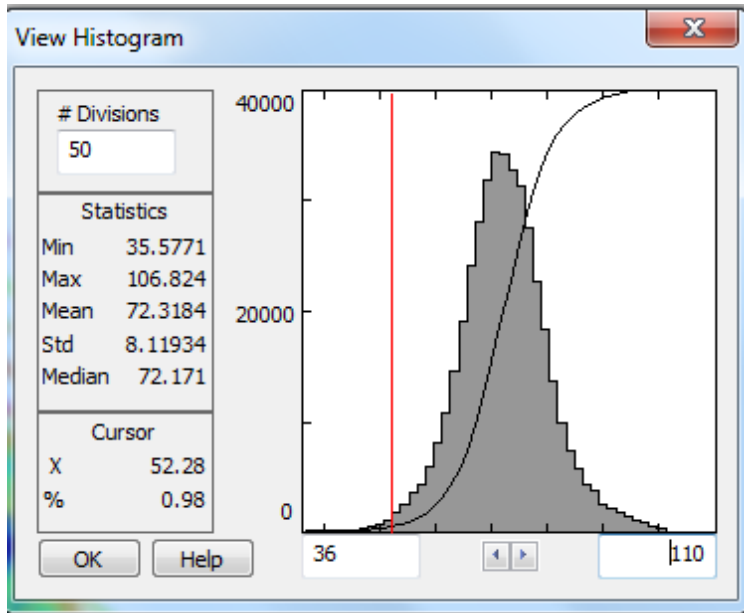 View Histogram
# Divisions
50
Statistics
Min 35.5771
Max 106.824
Mean 72.3184
Std 8.11934
Median 72.171
Cursor
X 52.28
% 0.98
OK Help
40000
20000
0
36 110